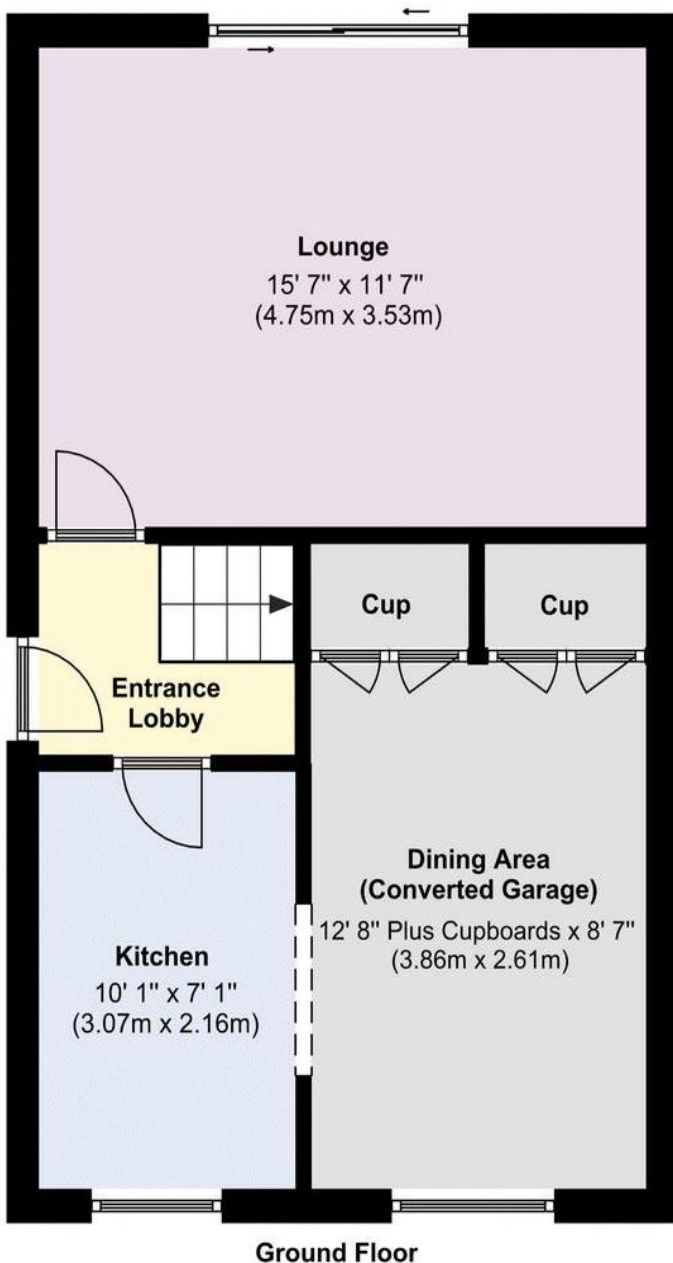 Lounge
15' 7" x 11' 7"
(4.75m x 3.53m)
Cup
Cup
Entrance
Lobby
Dining Area
(Converted Garage)
12' 8" Plus Cupboards x 8' 7"
(3.86m x 2.61m)
Kitchen
10' 1" x 7' 1"
(3.07m x 2.16m)
Ground Floor